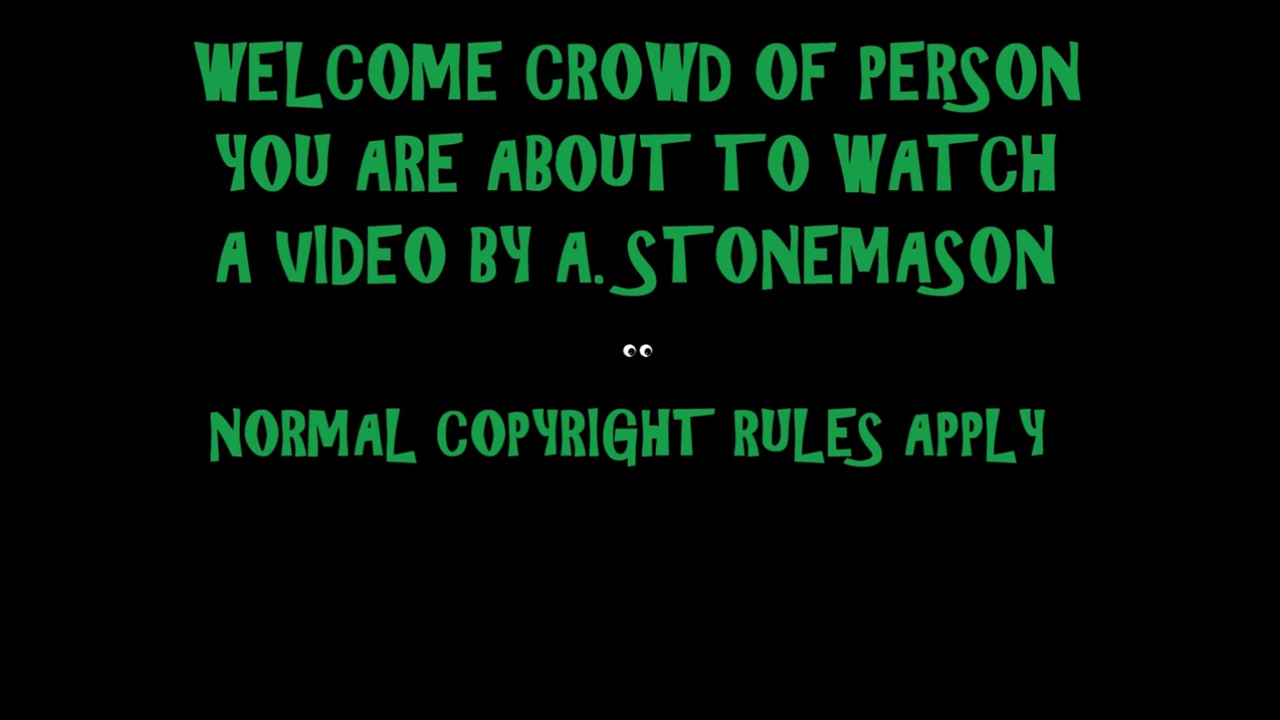 WELCOME CROWD OF PERSON
YOU ARE ABOUT TO WATCH
A VIDEO BY A. STONEMASON
NORMAL COPYRIGHT RULES APPLY